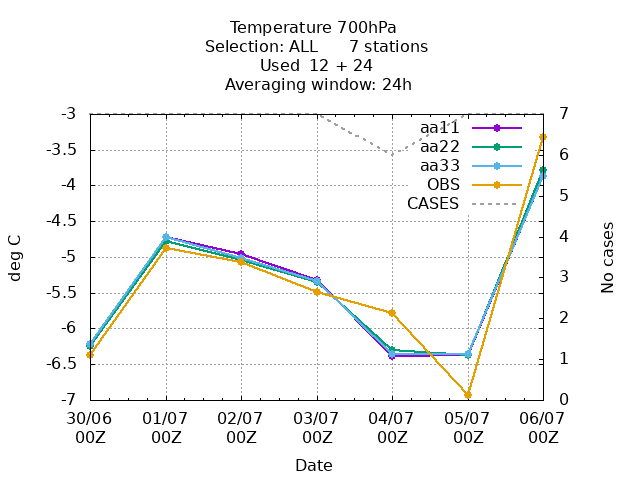 Temperature 700hPa
Selection: ALL 7 stations
Used 12 + 24
Averaging window: 24h
-3
-3.5
-4
-4.5
-5
-5.5
-6
-6.5
-7
7
6
5
4
3
2
1
0
deg C
No cases
aa11
aa22
aa33
OBS
CASES
30/06 01/07 02/07 03/07 04/07 05/07 06/07
00Z 00Z 00Z 00Z 00Z 00Z 00Z
Date